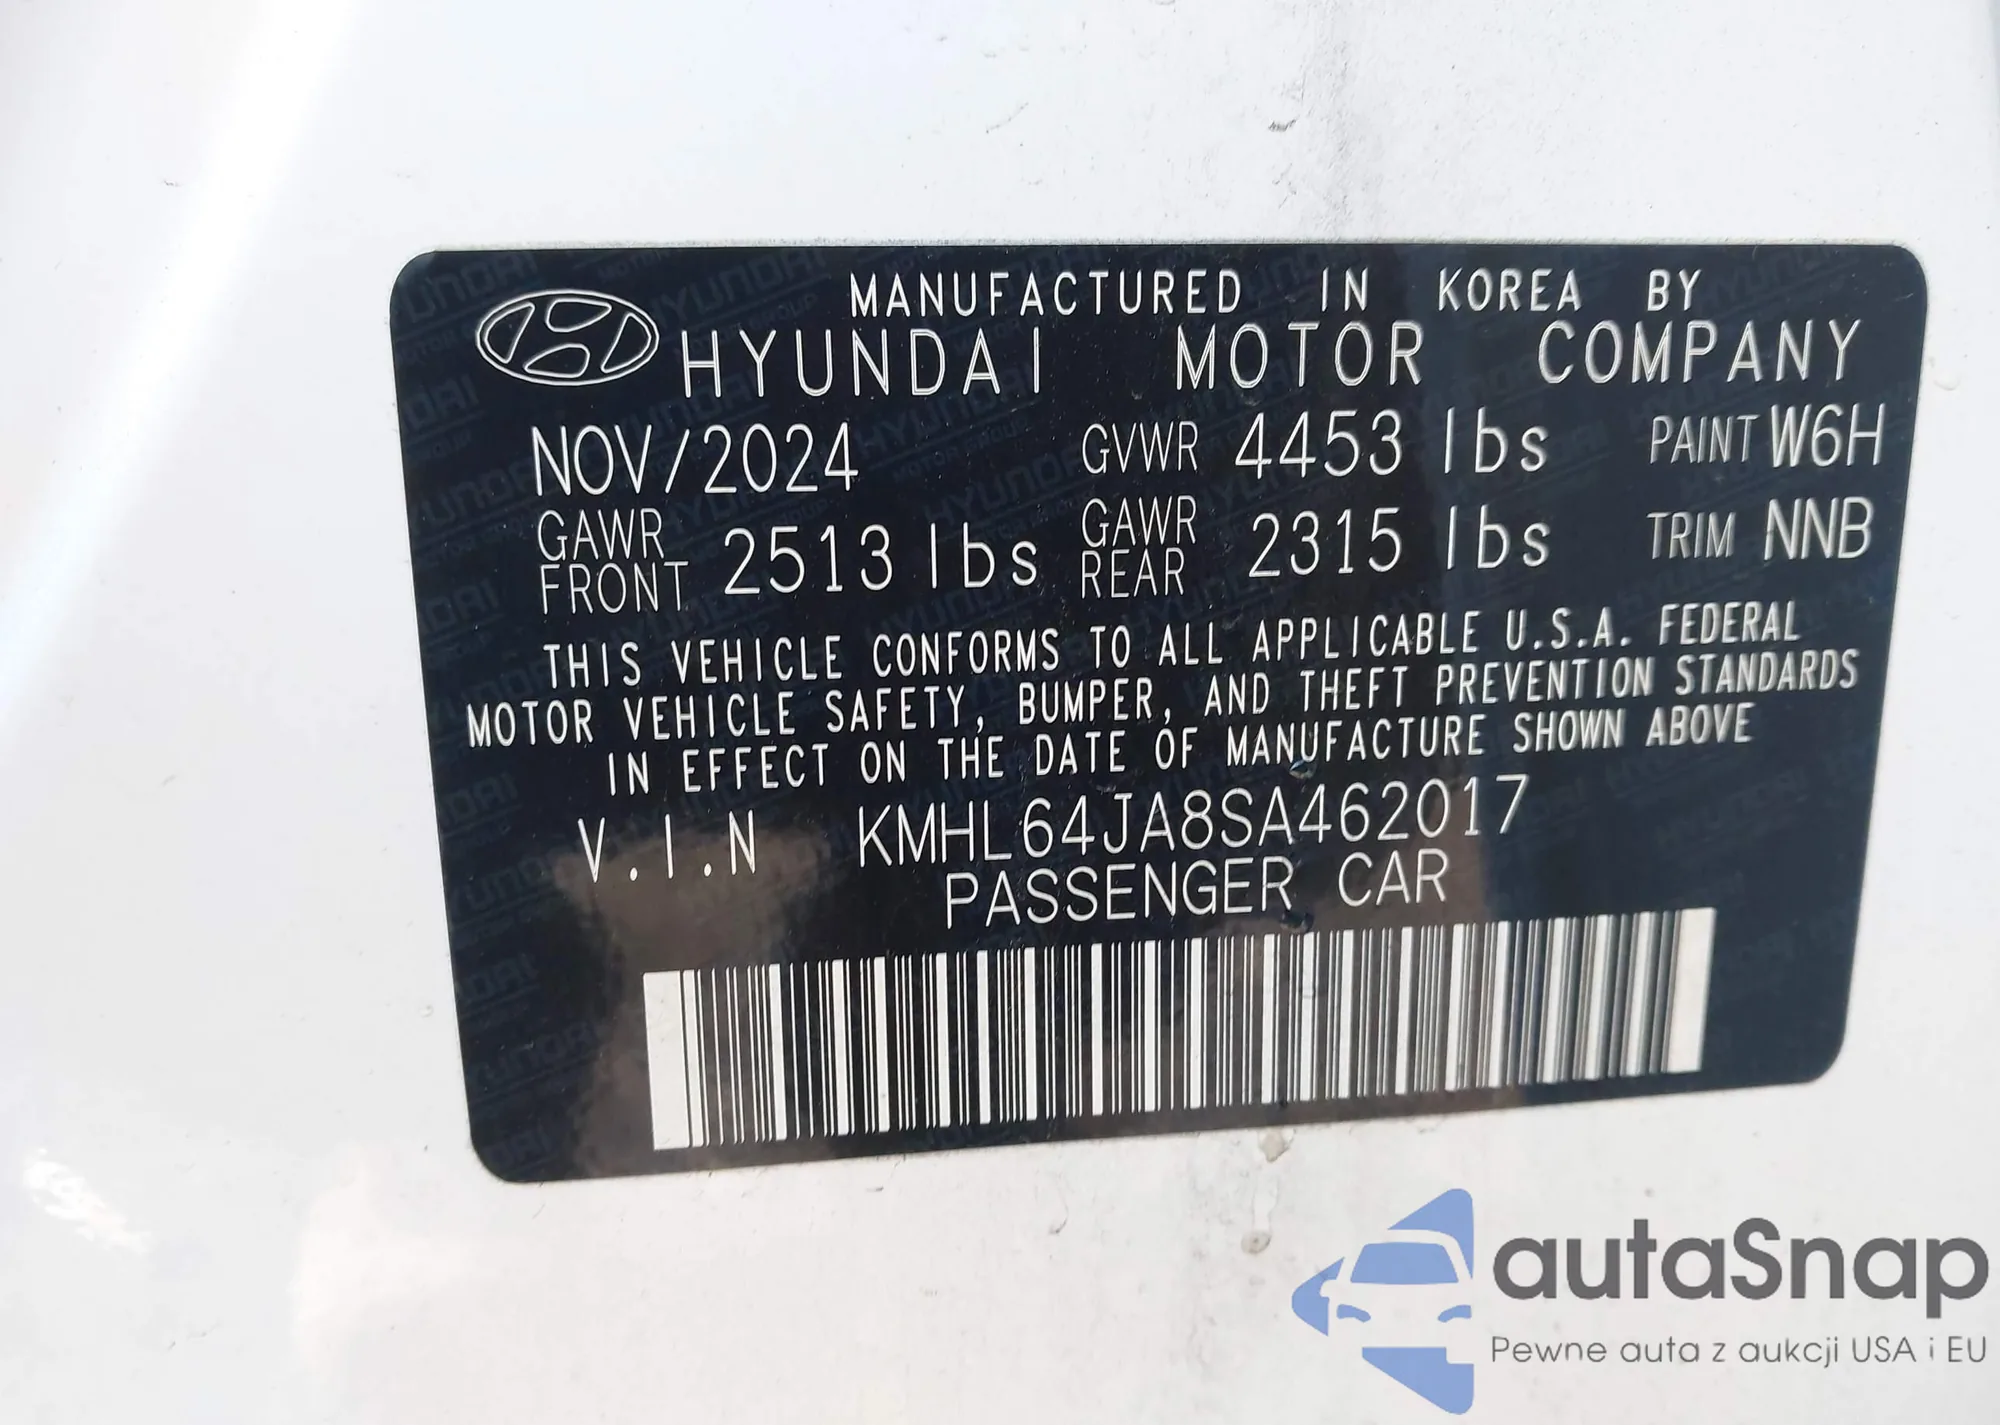 MANUFACTURED IN KOREA BY
HYUNDAI MOTOR COMPANY
NOV/2024 GVWR 4453 lbs PAINT W6H
GAWR FRONT 2513 lbs GAWR REAR 2315 lbs TRIM NNB
THIS VEHICLE CONFORMS TO ALL APPLICABLE U.S.A. FEDERAL
MOTOR VEHICLE SAFETY, BUMPER, AND THEFT PREVENTION STANDARDS
IN EFFECT ON THE DATE OF MANUFACTURE SHOWN ABOVE
V.I.N KMHL64JA8SA462017
PASSENGER CAR
autaSnap
Pewne auta z aukcji USA i EU